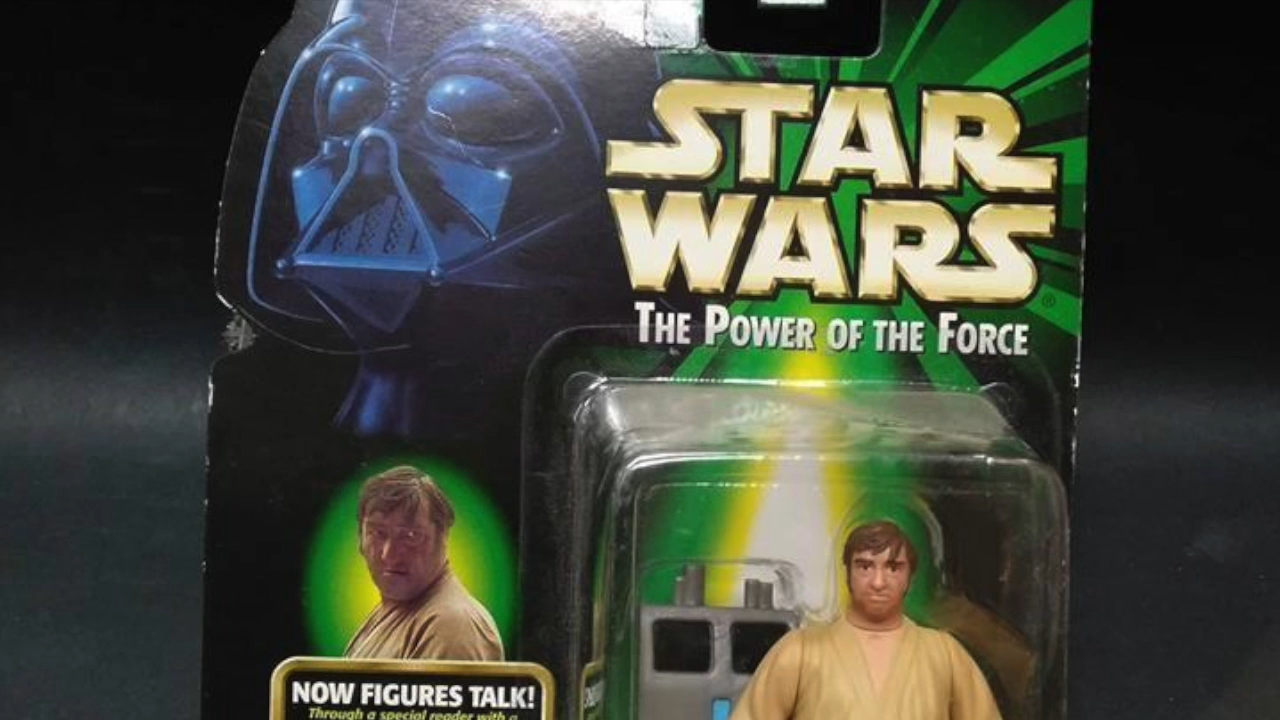 STAR
WARS
®
THE POWER OF THE FORCE
NOW FIGURES TALK!
Through a special reader with a